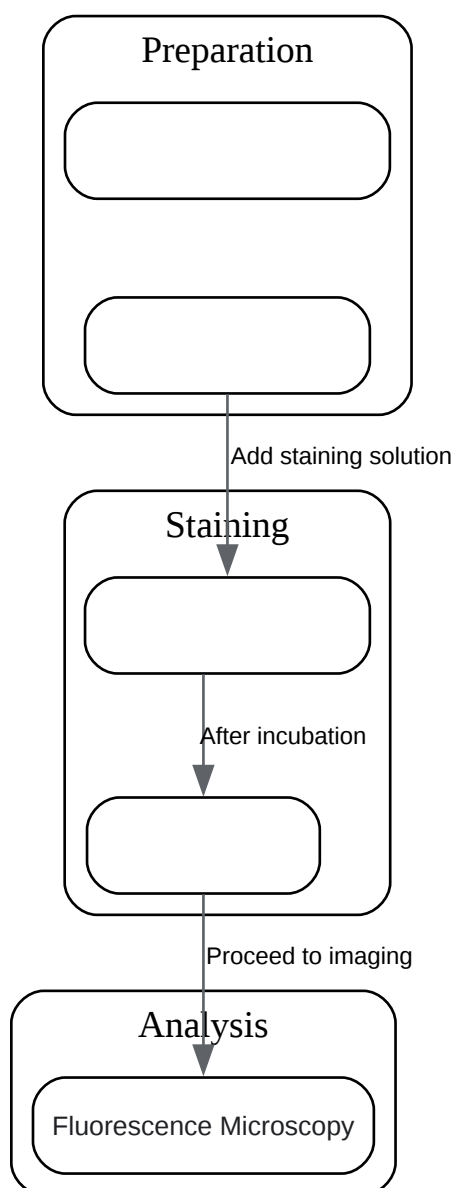 Preparation
Add staining solution
Staining
After incubation
Proceed to imaging
Analysis
Fluorescence Microscopy